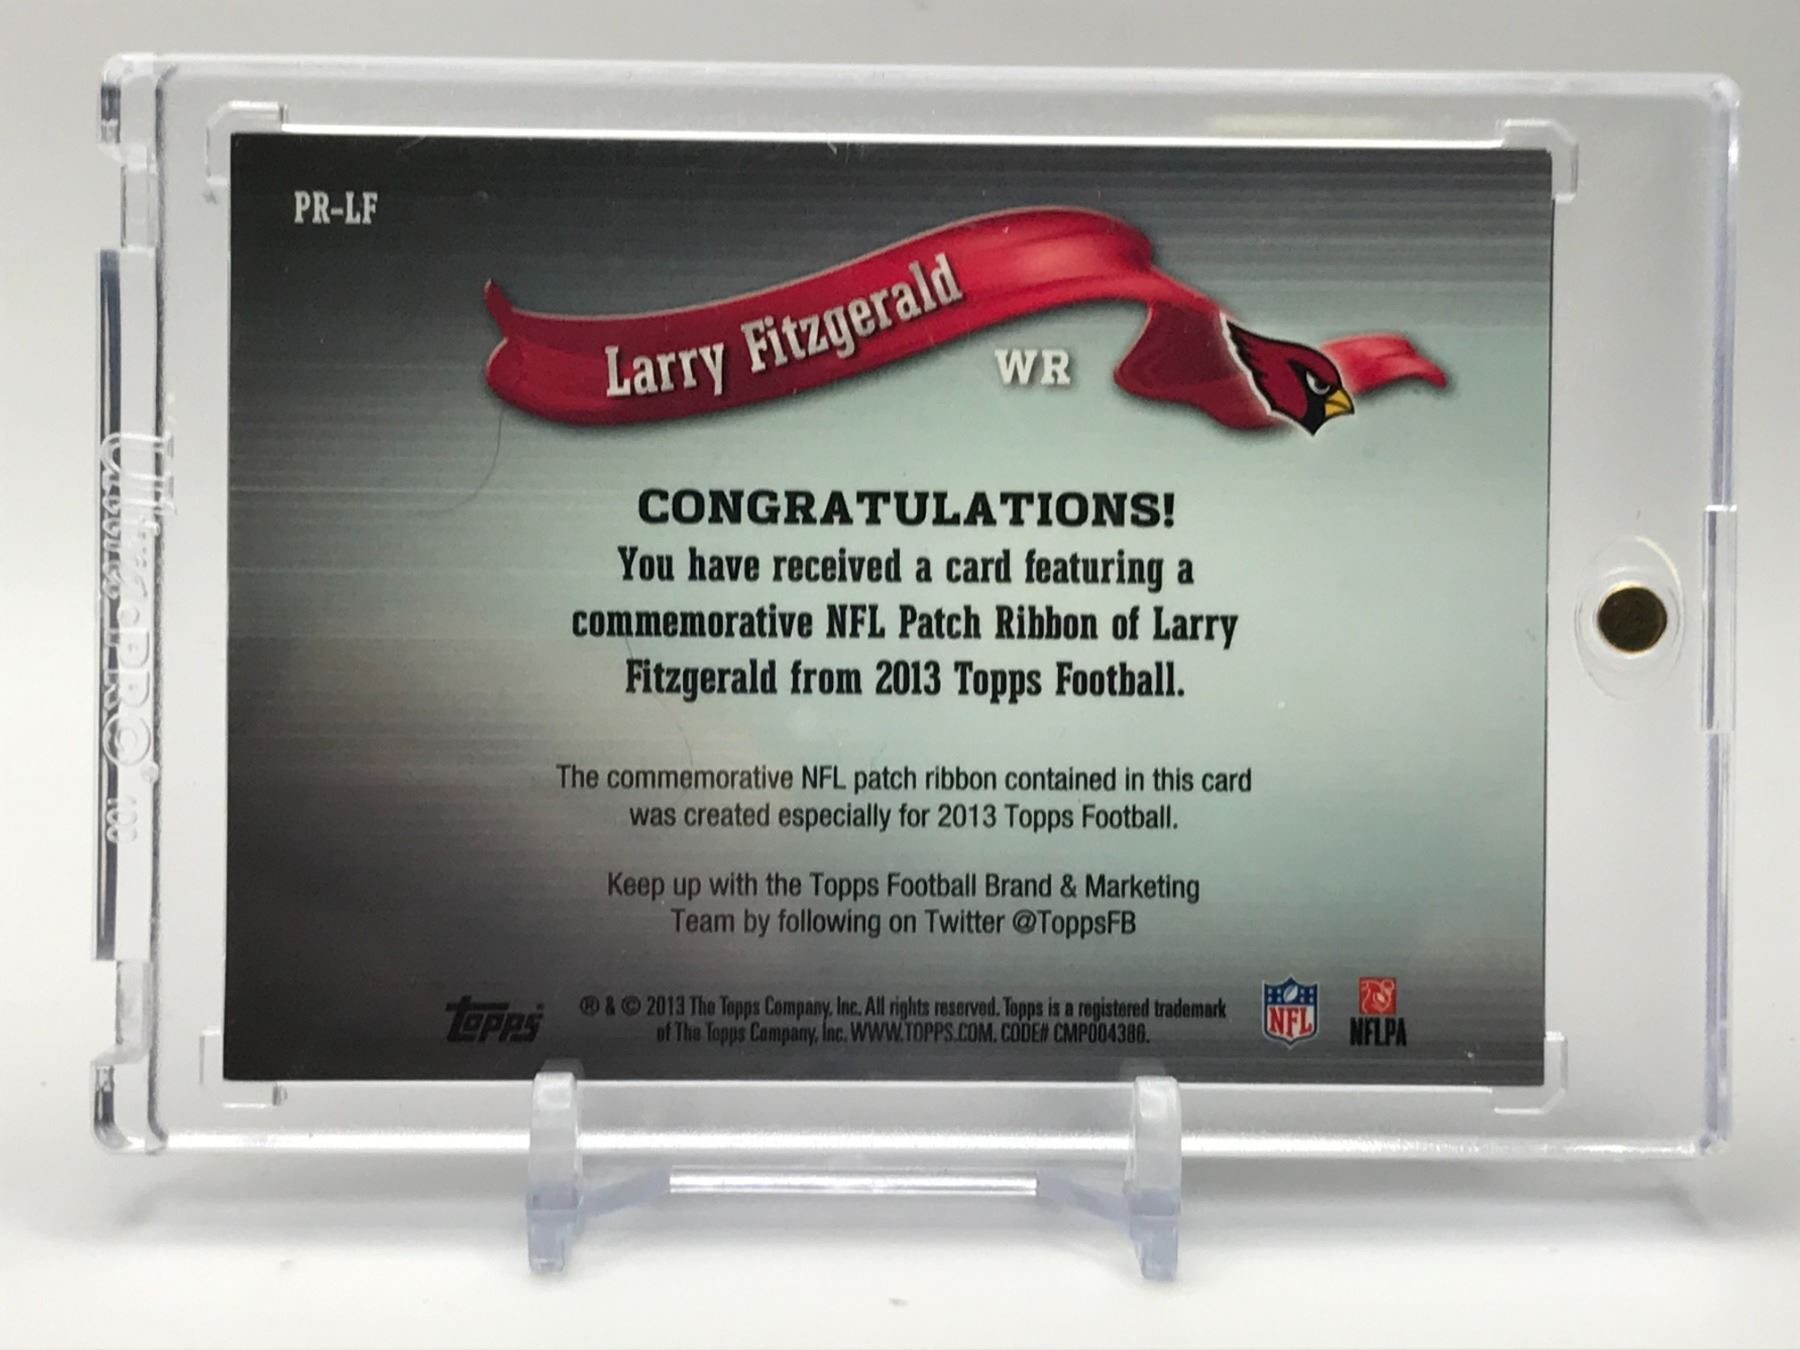 PR-LF
Larry Fitzgerald
WR
CONGRATULATIONS!
You have received a card featuring a
commemorative NFL Patch Ribbon of Larry
Fitzgerald from 2013 Topps Football.
The commemorative NFL patch ribbon contained in this card
was created especially for 2013 Topps Football.
Keep up with the Topps Football Brand & Marketing
Team by following on Twitter @ToppsFB
topps
® & © 2013 The Topps Company, Inc. All rights reserved. Topps is a registered trademark
of The Topps Company, Inc. WWW.TOPPS.COM. CODE# CMP004386.
NFL
NFLPA